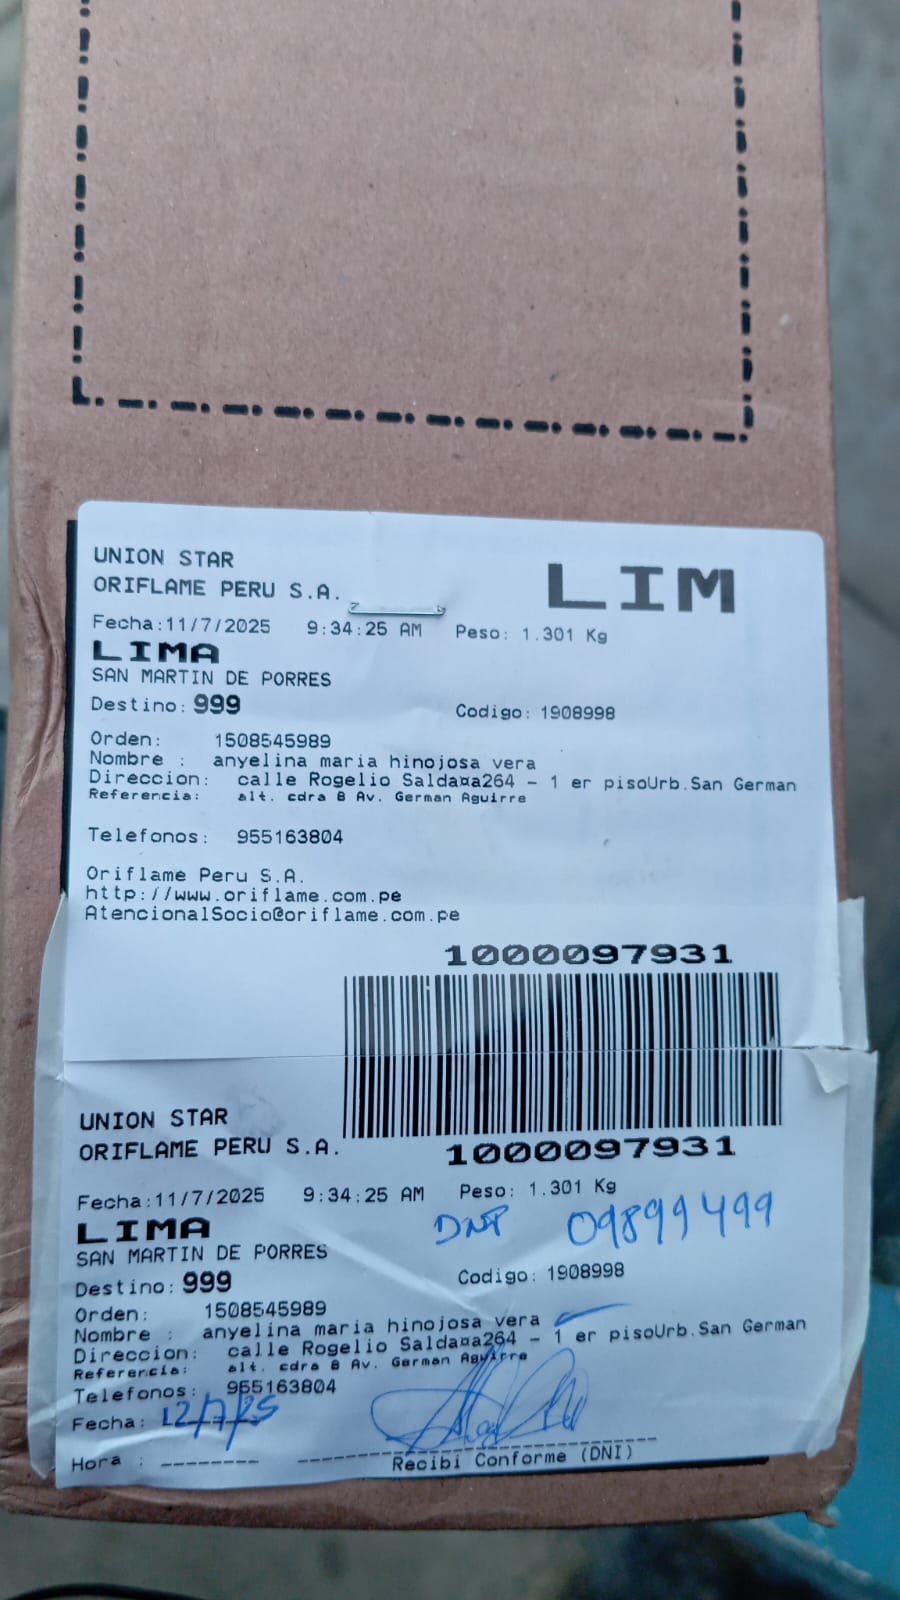 UNION STAR
ORIFLAME PERU S.A.
LIM
Fecha:11/7/2025 9:34:25 AM Peso: 1.301 Kg
LIMA
SAN MARTIN DE PORRES
Destino: 999 Codigo: 1908998
Orden: 1508545989
Nombre : anyelina maria hinojosa vera
Direccion: calle Rogelio Salda¤a264 - 1 er pisoUrb.San German
Referencia: alt. cdra 8 Av. German Aguirre
Telefonos: 955163804
Oriflame Peru S.A.
http://www.oriflame.com.pe
AtencionalSocio@oriflame.com.pe
1000097931
UNION STAR
ORIFLAME PERU S.A.
1000097931
Fecha:11/7/2025 9:34:25 AM Peso: 1.301 Kg
LIMA
DNI 09899499
SAN MARTIN DE PORRES
Destino: 999 Codigo: 1908998
Orden: 1508545989
Nombre : anyelina maria hinojosa vera
Direccion: calle Rogelio Salda¤a264 - 1 er pisoUrb.San German
Referencia: alt. cdra 8 Av. German Aguirre
Telefonos: 955163804
Fecha: 12/7/25
Hora :
Recibi Conforme (DNI)